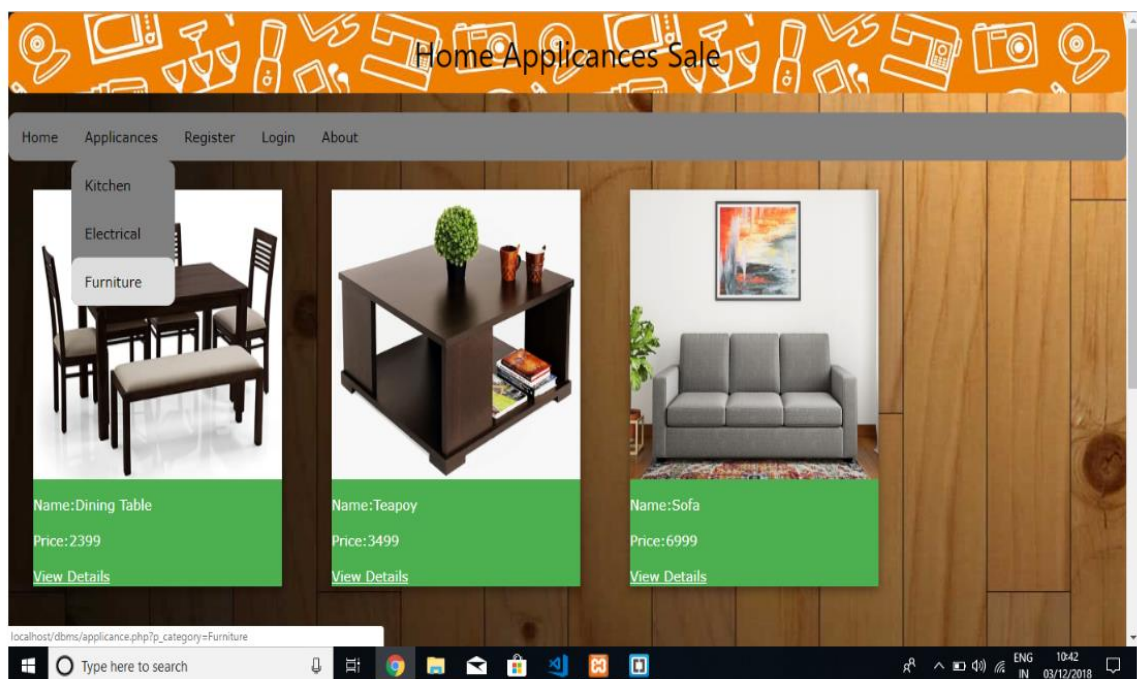 Home Applicances Sale
Home Applicances Register Login About
Kitchen
Electrical
Furniture
Name:Dining Table
Price:2399
View Details
Name:Teapoy
Price:3499
View Details
Name:Sofa
Price:6999
View Details
localhost/dbms/applicance.php?p_category=Furniture
Type here to search
ENG
IN
10:42
03/12/2018